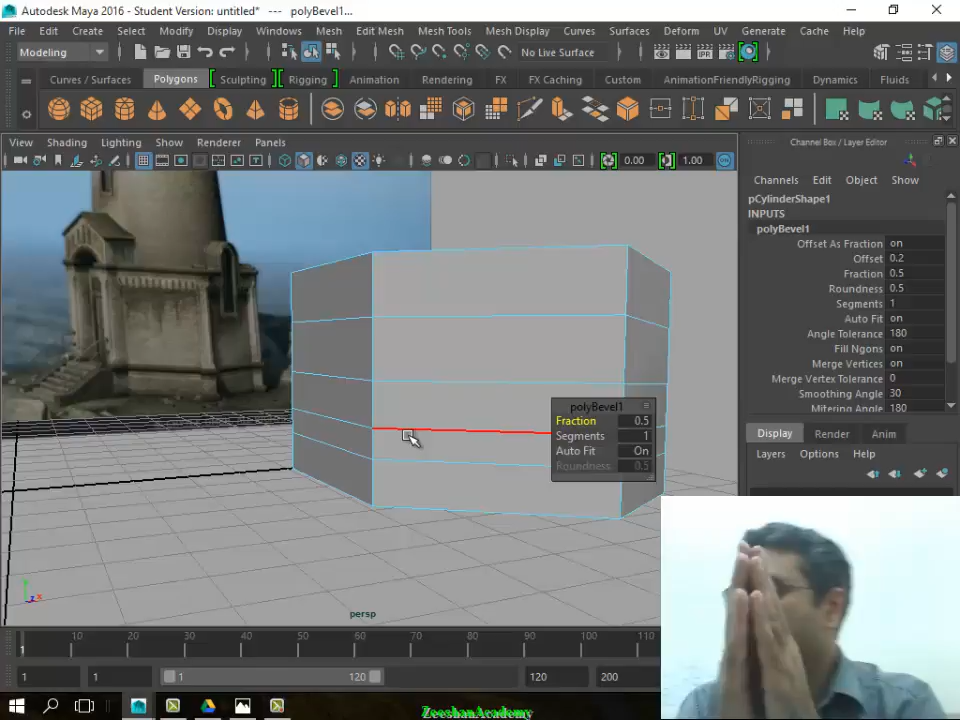 Autodesk Maya 2016 - Student Version: untitled*   ---   polyBevel1...
File Edit Create Select Modify Display Windows Mesh Edit Mesh Mesh Tools Mesh Display Curves Surfaces Deform UV Generate Cache Help
Modeling No Live Surface
Curves / Surfaces Polygons Sculpting Rigging Animation Rendering FX FX Caching Custom AnimationFriendlyRigging Dynamics Fluids
View Shading Lighting Show Renderer Panels
0.00 1.00
Channel Box / Layer Editor
Channels Edit Object Show
pCylinderShape1
INPUTS
polyBevel1
Offset As Fraction on
Offset 0.2
Fraction 0.5
Roundness 0.5
Segments 1
Auto Fit on
Angle Tolerance 180
Fill Ngons on
Merge Vertices on
Merge Vertex Tolerance 0
Smoothing Angle 30
Mitering Angle 180
polyBevel1
Fraction 0.5
Segments 1
Auto Fit On
Roundness 0.5
Display Render Anim
Layers Options Help
persp
1 10 20 30 40 50 60 70 80 90 100 110
1 1 1 120 120 200
ZeeshanAcademy